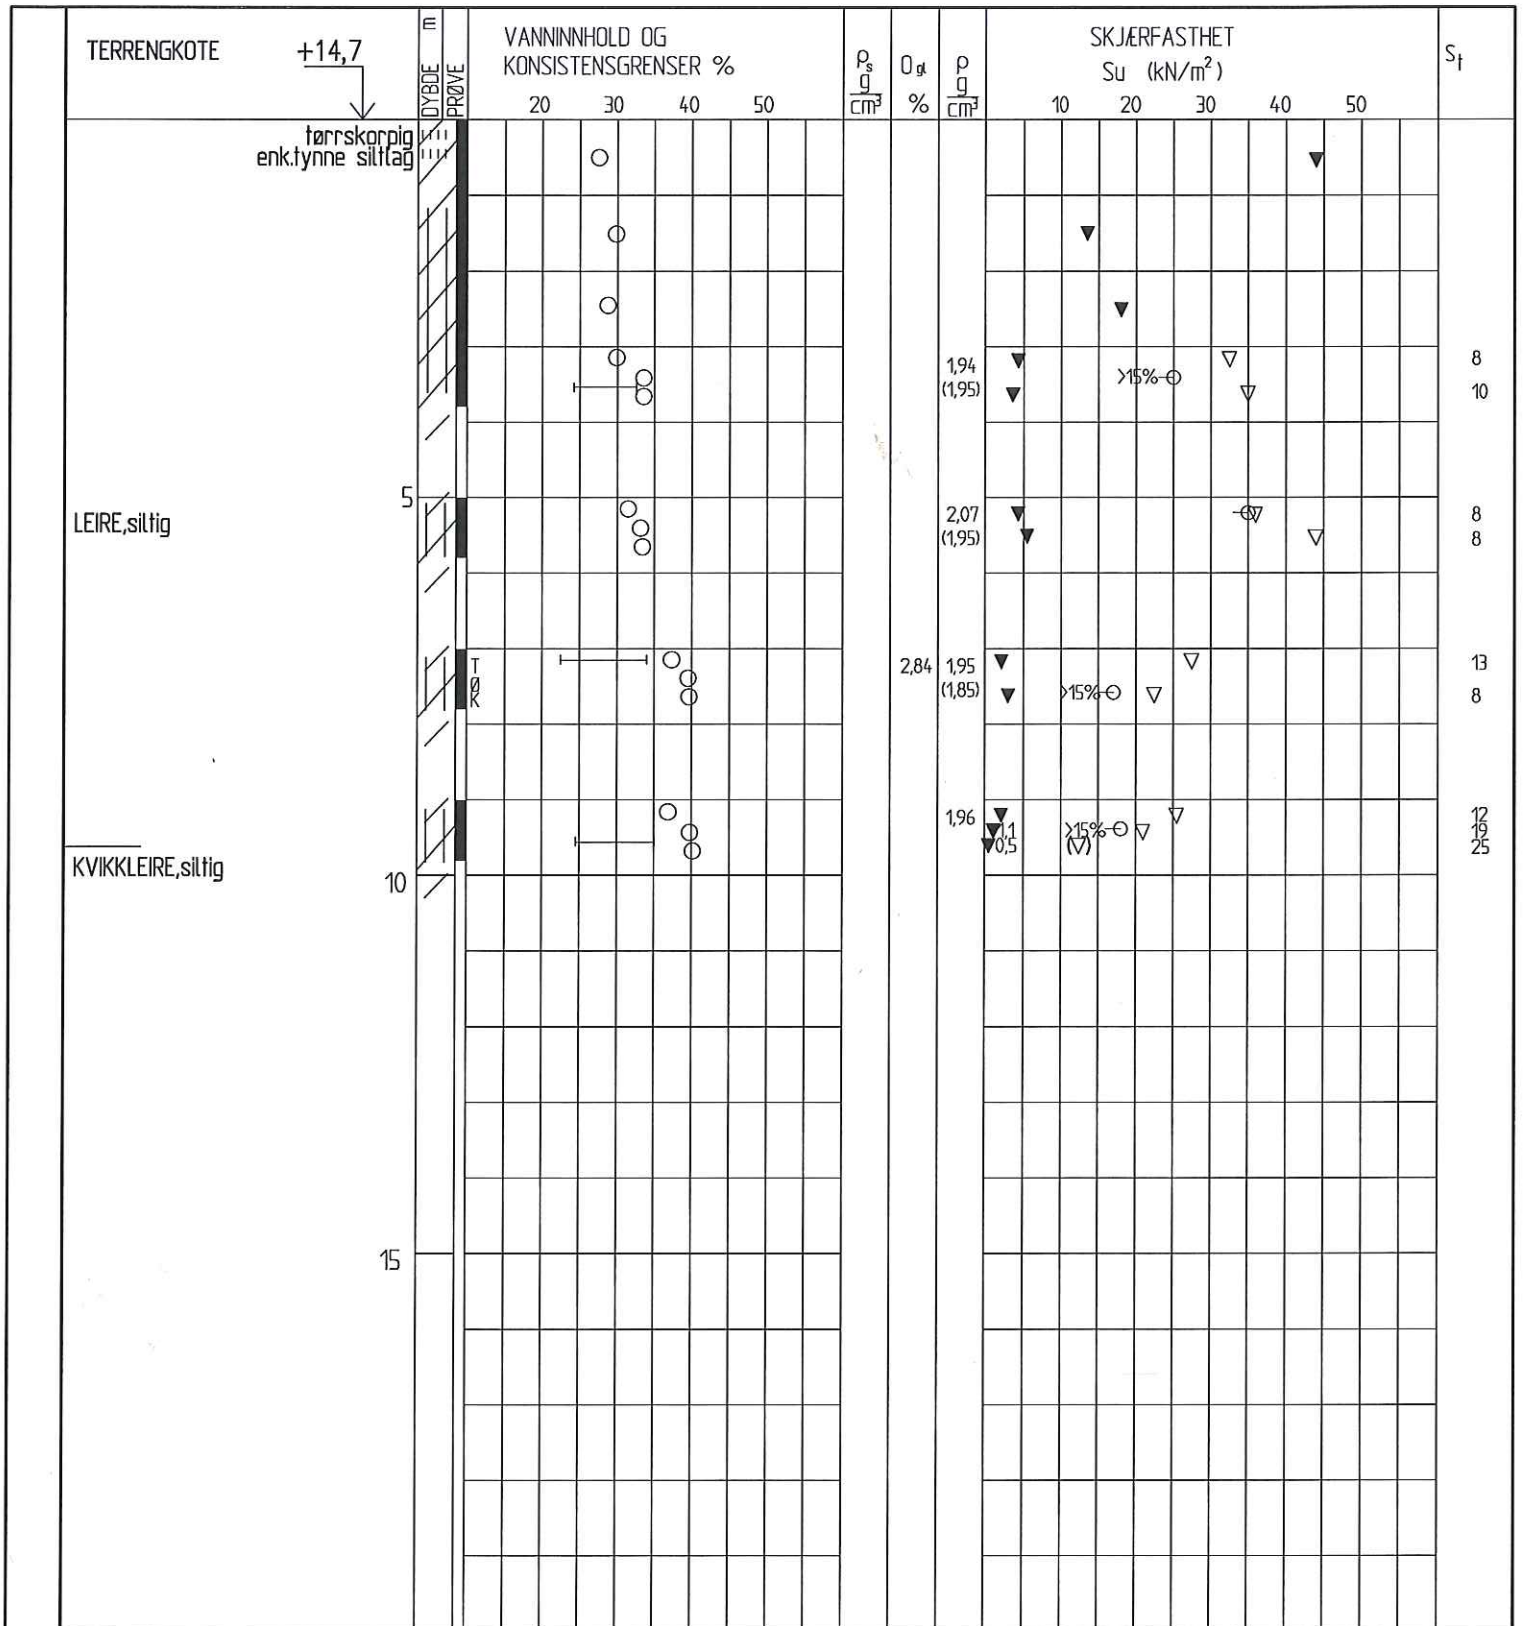 TERRENGKOTE +14,7
m
DYBDE
PRØVE
VANNINNHOLD OG
KONSISTENSGRENSER %
20 30 40 50
ρs g cm³
O gl %
ρ g cm³
SKJÆRFASTHET
Su (kN/m²)
10 20 30 40 50
St
tørrskorpig
enk.tynne siltlag
1,94 8
>15%
(1,95) 10
5
LEIRE,siltig
2,07 8
(1,95) 8
T
Ø
K
2,84 1,95 13
(1,85) >15% 8
1,96 12
1,1 >15% 19
0,5 ( ) 25
KVIKKLEIRE,siltig
10
15